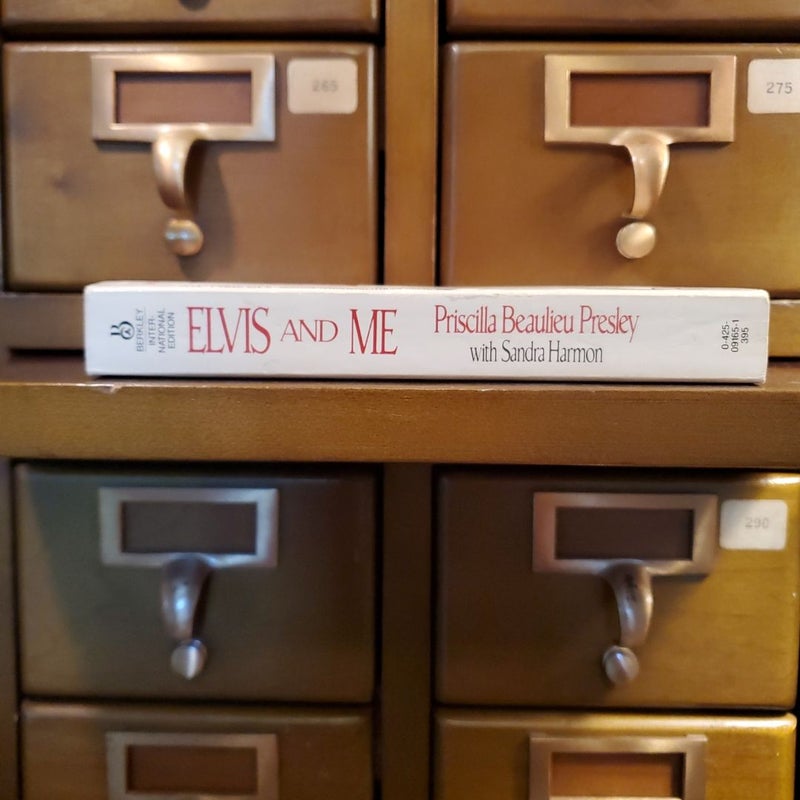 265
275
BERKLEY
INTER-
NATIONAL
EDITION
ELVIS AND ME
Priscilla Beaulieu Presley
with Sandra Harmon
0-425-
09165-1
395
290